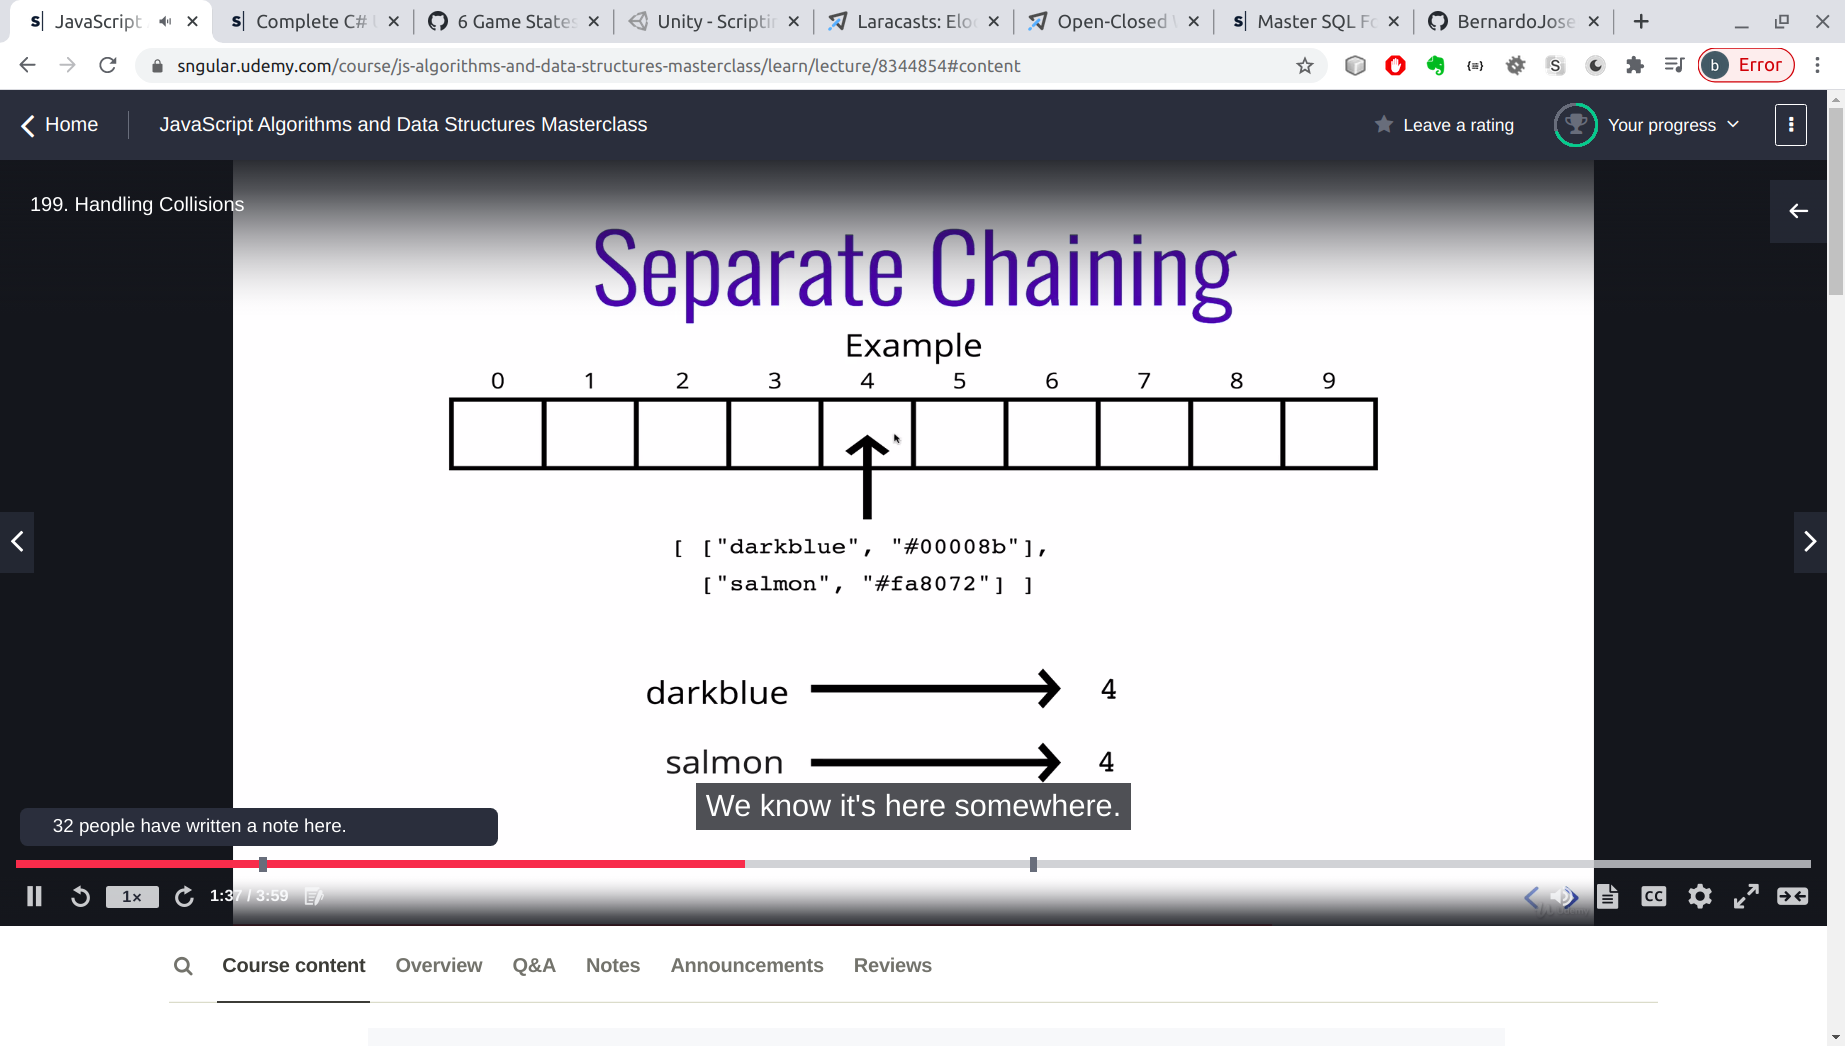 JavaScript
Complete C#
6 Game States
Unity - Scripti
Laracasts: Elo
Open-Closed
Master SQL Fo
BernardoJose
sngular.udemy.com/course/js-algorithms-and-data-structures-masterclass/learn/lecture/8344854#content
b Error
Home
JavaScript Algorithms and Data Structures Masterclass
Leave a rating
Your progress
199. Handling Collisions
Separate Chaining
Example
0 1 2 3 4 5 6 7 8 9
[ ["darkblue", "#00008b"],
["salmon", "#fa8072"] ]
darkblue 4
salmon 4
We know it's here somewhere.
32 people have written a note here.
1x
1:37 / 3:59
CC
Course content Overview Q&A Notes Announcements Reviews